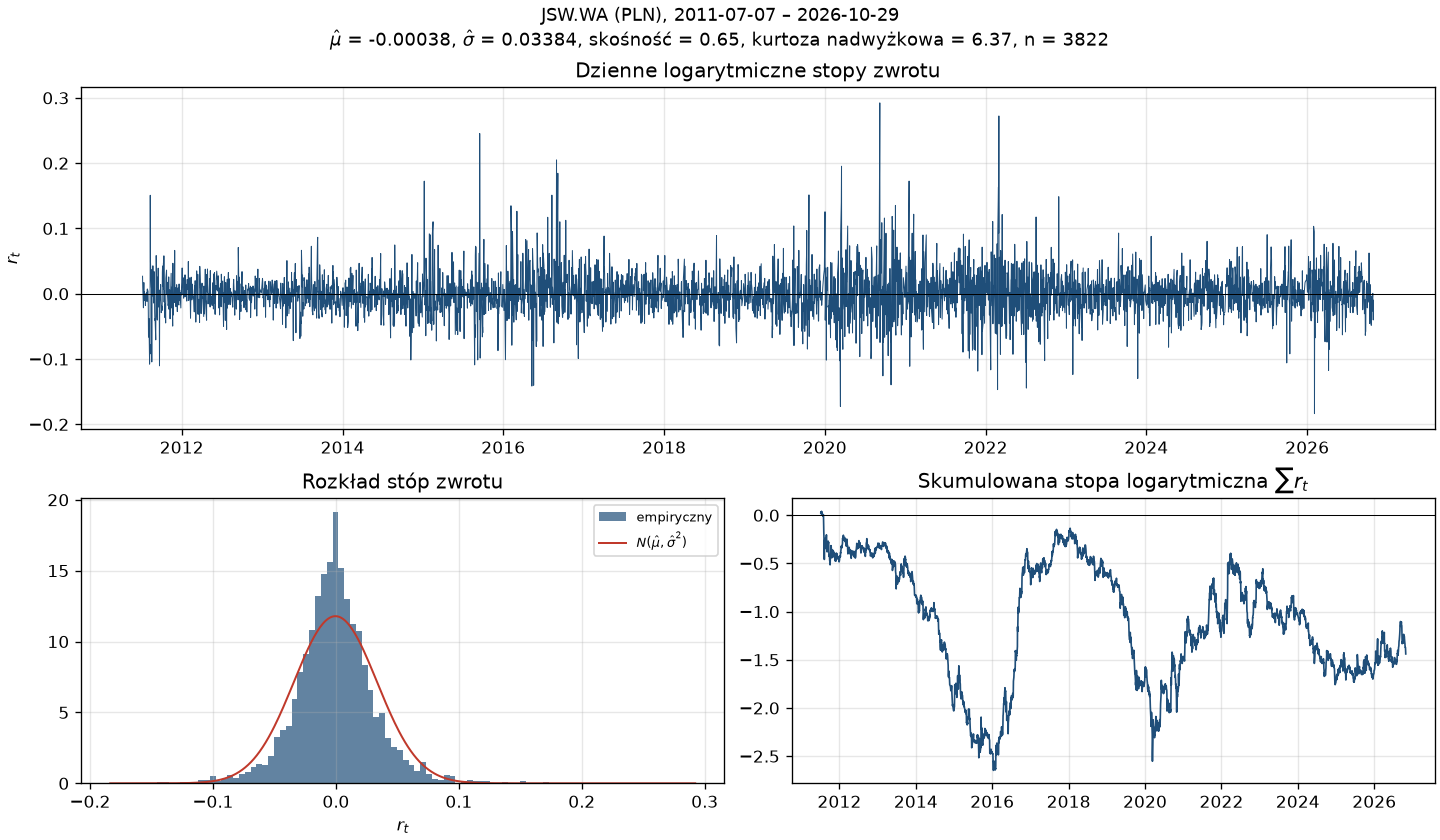 JSW.WA (PLN), 2011-07-07 – 2026-10-29
μ̂ = -0.00038, σ̂ = 0.03384, skośność = 0.65, kurtoza nadwyżkowa = 6.37, n = 3822
Dzienne logarytmiczne stopy zwrotu
0.3
0.2
0.1
0.0
−0.1
−0.2
r_t
2012 2014 2016 2018 2020 2022 2024 2026
Rozkład stóp zwrotu
20
15
10
5
0
empiryczny
N(μ̂, σ̂²)
−0.2 −0.1 0.0 0.1 0.2 0.3
r_t
Skumulowana stopa logarytmiczna ∑r_t
0.0
−0.5
−1.0
−1.5
−2.0
−2.5
2012 2014 2016 2018 2020 2022 2024 2026